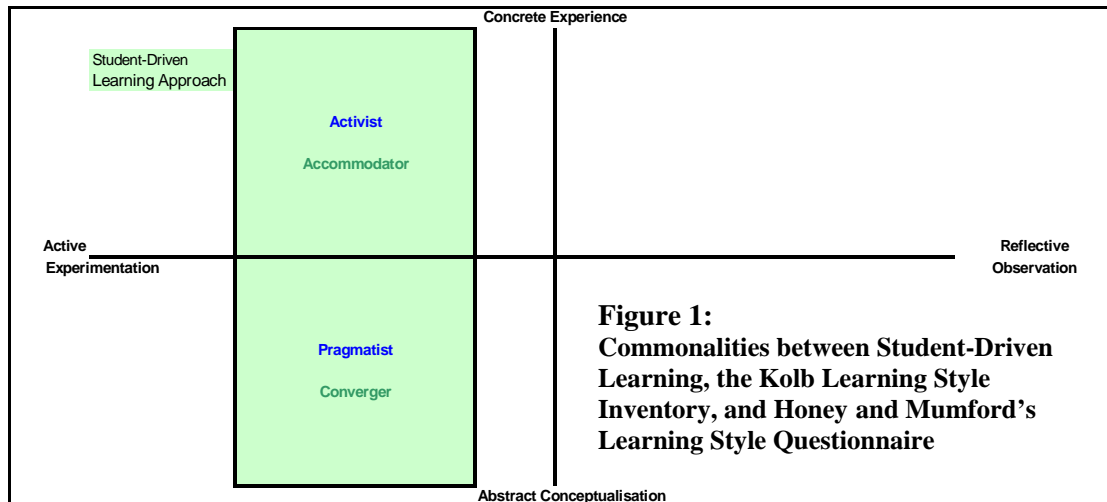 Concrete Experience
Student-Driven
Learning Approach
Activist
Accommodator
Active
Experimentation
Reflective
Observation
Pragmatist
Converger
Figure 1:
Commonalities between Student-Driven
Learning, the Kolb Learning Style
Inventory, and Honey and Mumford’s
Learning Style Questionnaire
Abstract Conceptualisation